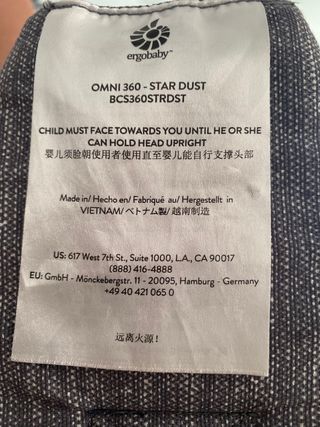 ergobaby™
OMNI 360 - STAR DUST
BCS360STRDST
CHILD MUST FACE TOWARDS YOU UNTIL HE OR SHE
CAN HOLD HEAD UPRIGHT
婴儿须脸朝使用者使用直至婴儿能自行支撑头部
Made in/ Hecho en/ Fabriqué au/ Hergestellt in
VIETNAM/ベトナム製/ 越南制造
US: 617 West 7th St., Suite 1000, L.A., CA 90017
(888) 416-4888
EU: GmbH - Mönckebergstr. 11 - 20095, Hamburg - Germany
+49 40 421 065 0
远离火源！